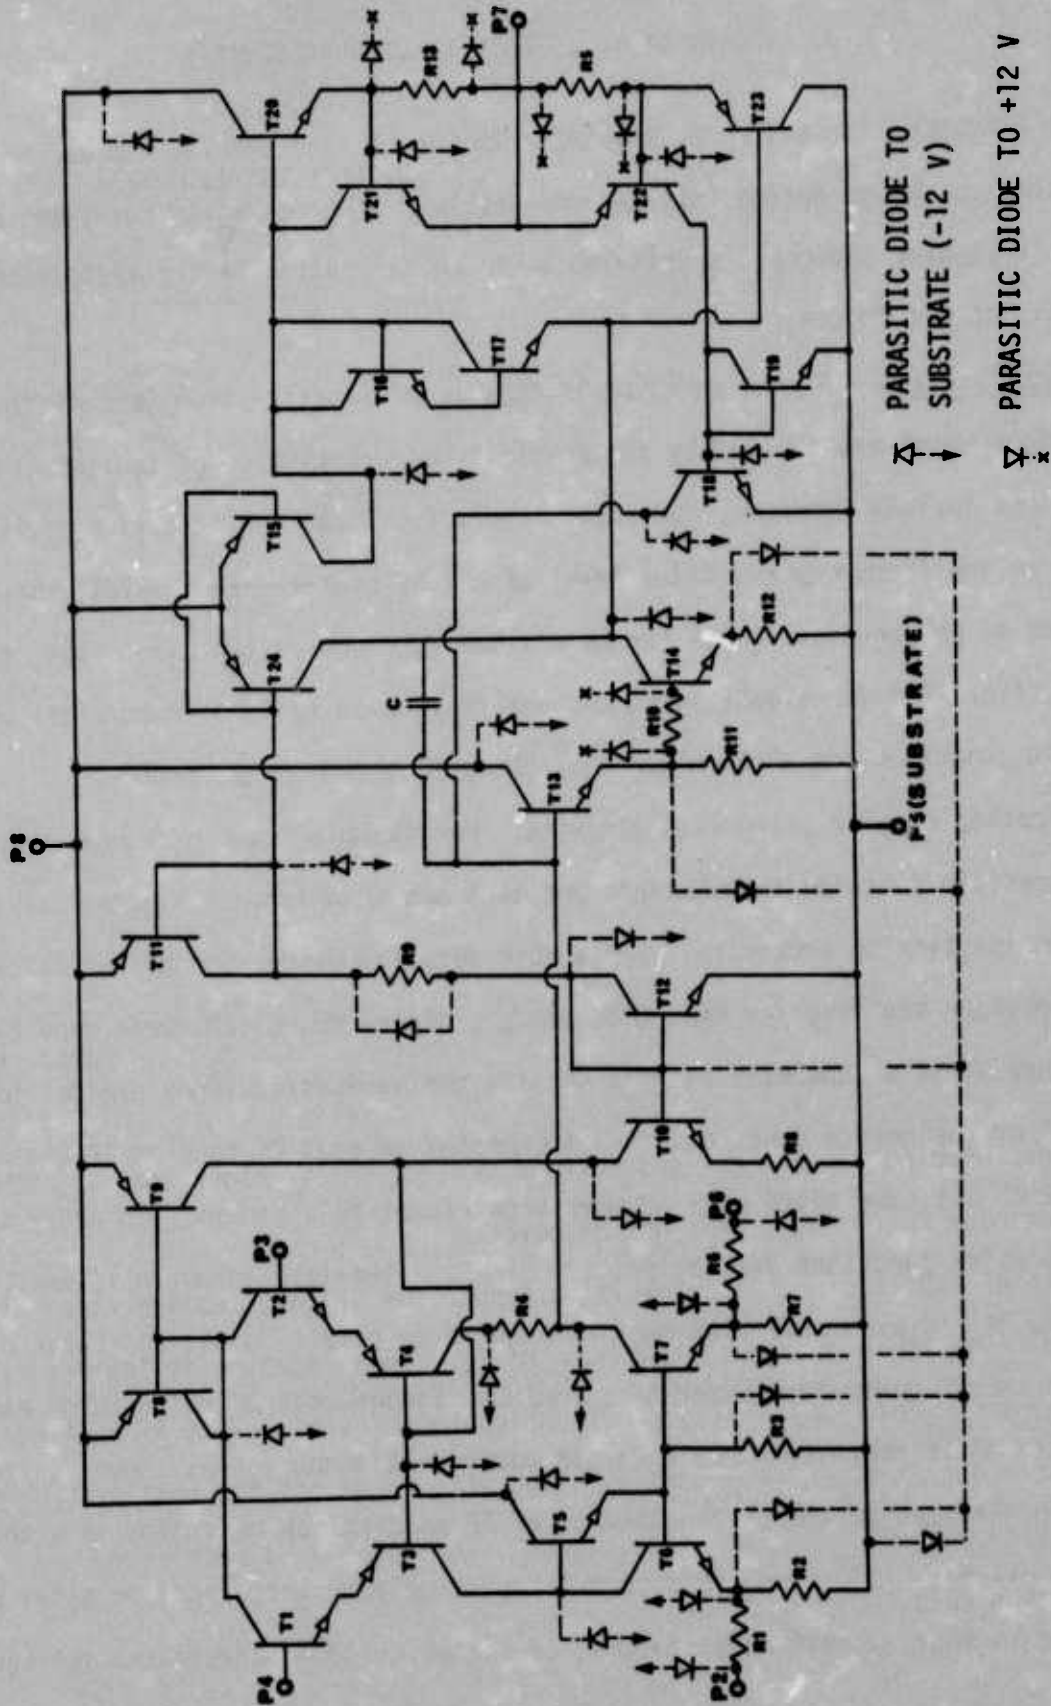 P8
P7
T9
T11
T20
T8
P3
T2
T24
T15
T21
R13
T1
P4
T16
T17
R5
T22
T3
T4
R9
C
T23
R4
T13
T5
T14
R10
T18
T19
T6
T7
R6
P6
T10
T12
R11
R12
R1
P2
R2
R3
R7
R8
P5(SUBSTRATE)
PARASITIC DIODE TO
SUBSTRATE (-12 V)
PARASITIC DIODE TO +12 V